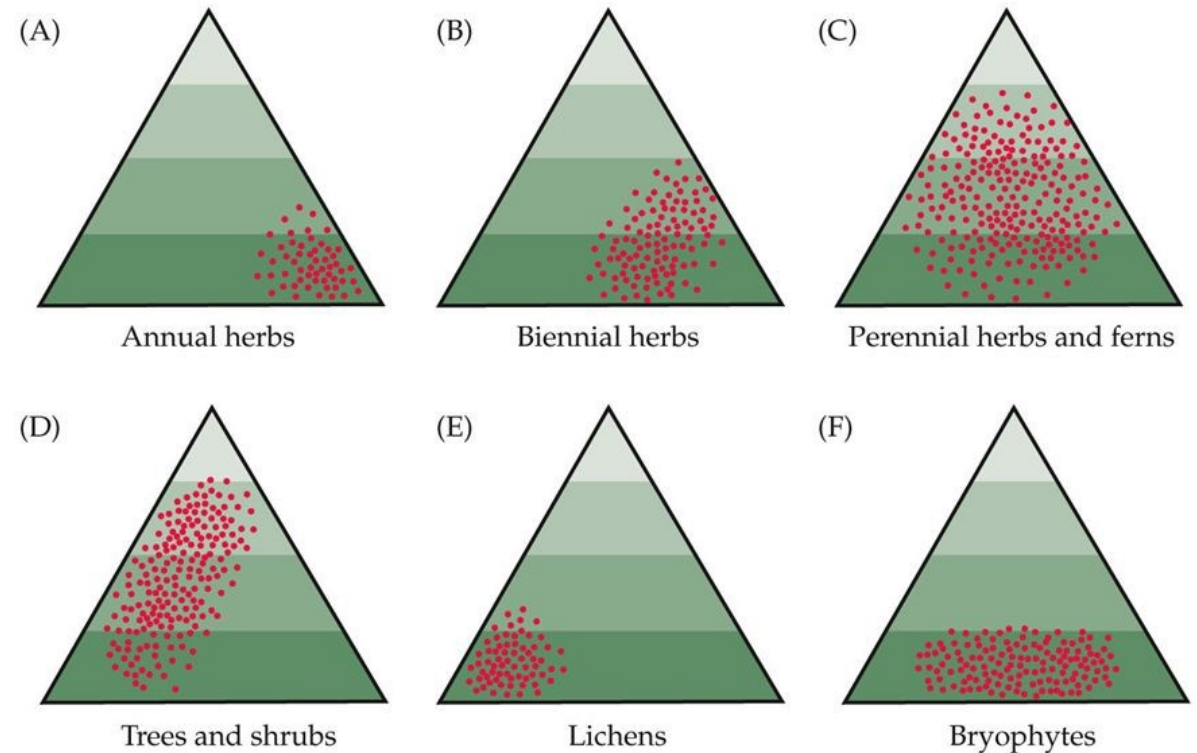 (A)
(B)
(C)
Annual herbs
Biennial herbs
Perennial herbs and ferns
(D)
(E)
(F)
Trees and shrubs
Lichens
Bryophytes